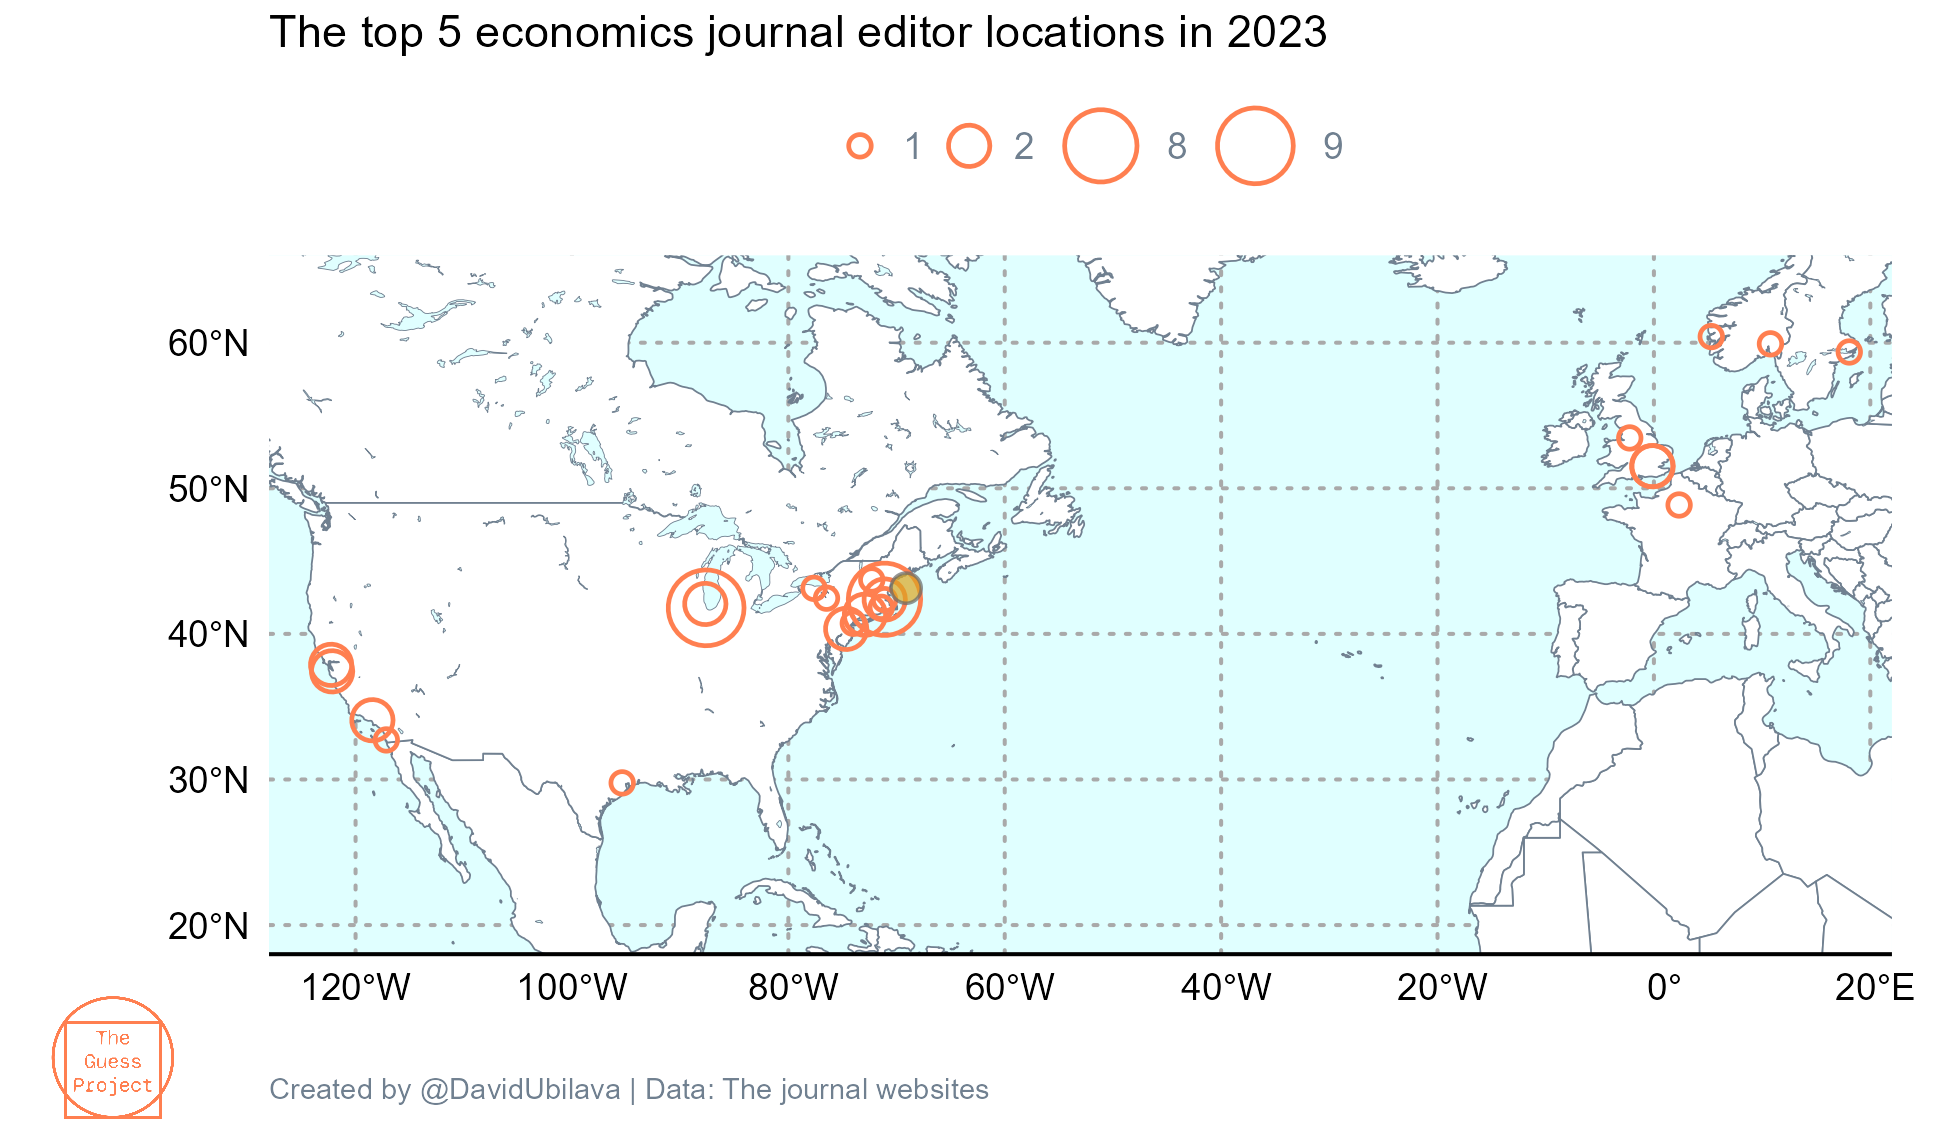 The top 5 economics journal editor locations in 2023
1 2 8 9
60°N
50°N
40°N
30°N
20°N
120°W 100°W 80°W 60°W 40°W 20°W 0° 20°E
The
Guess
Project
Created by @DavidUbilava | Data: The journal websites